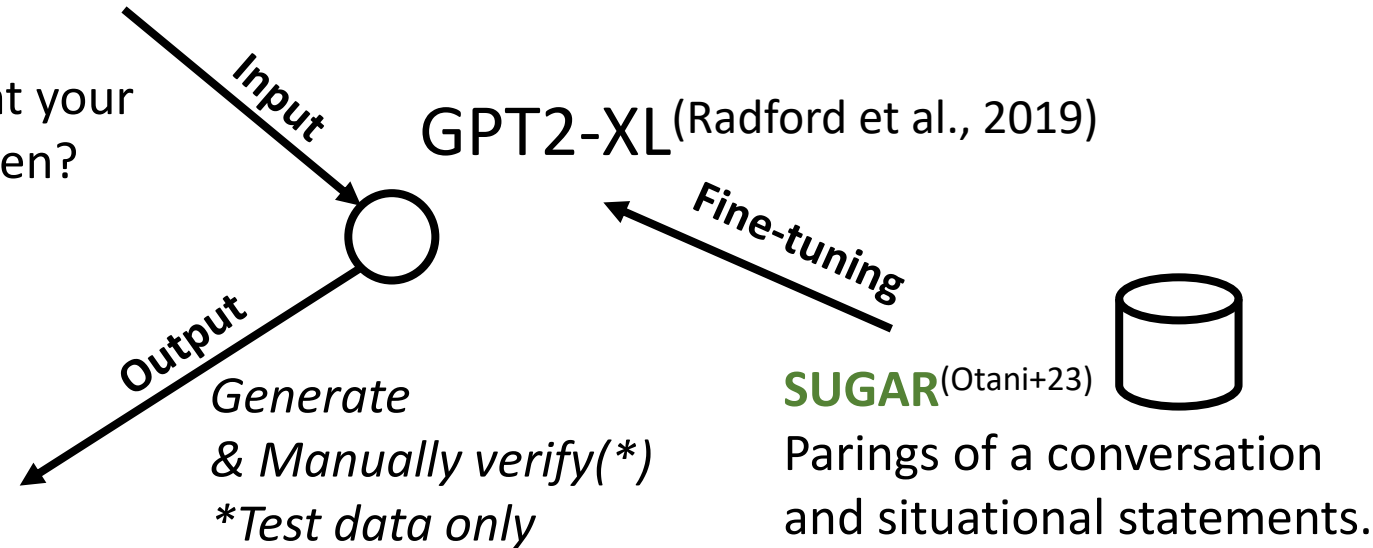 Input
your
GPT2-XL(Radford et al., 2019)
Fine-tuning
Output
Generate
& Manually verify(*)
*Test data only
SUGAR(Otani+23)
Parings of a conversation
and situational statements.